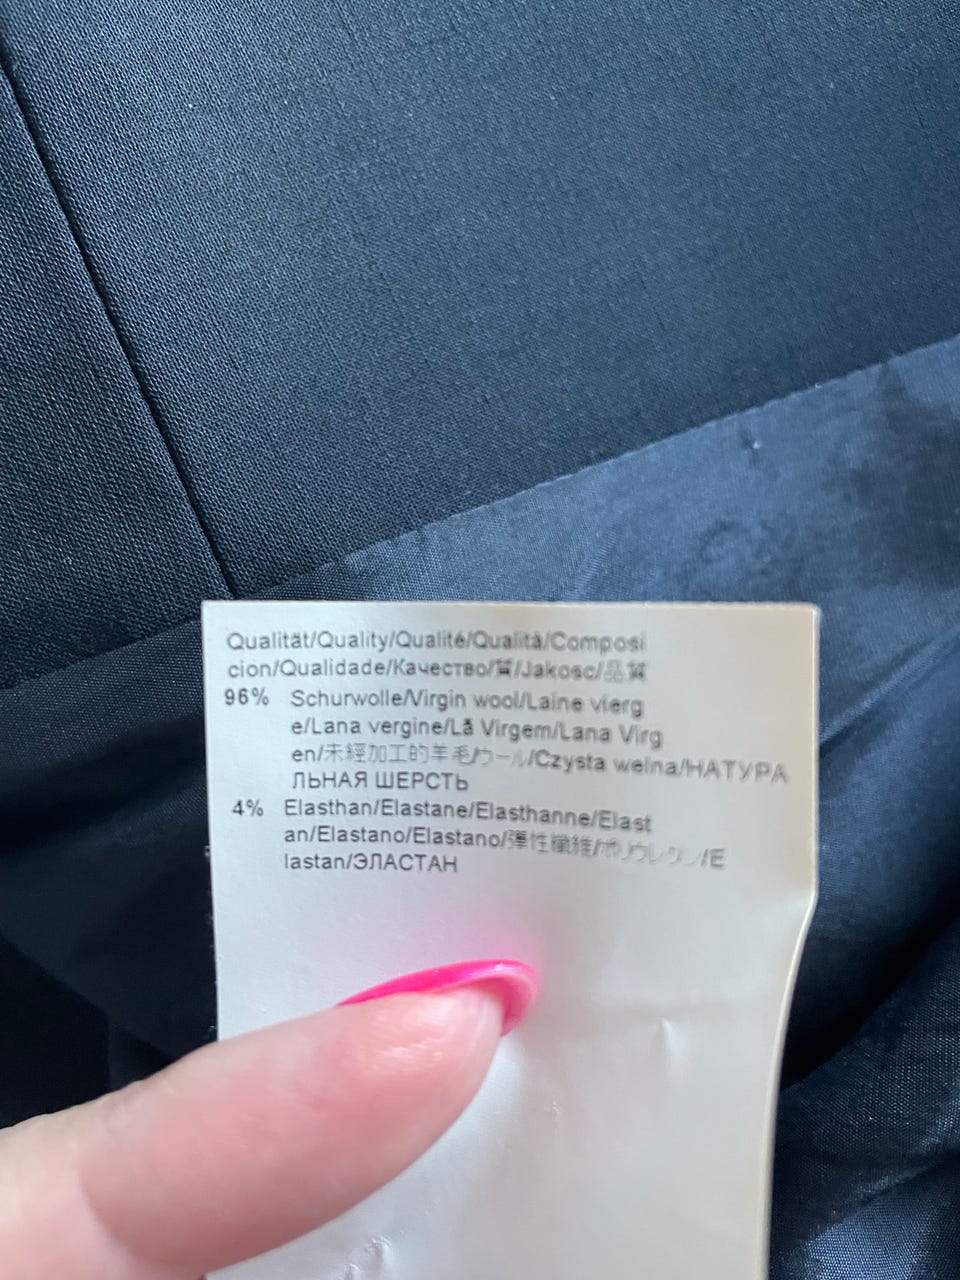 Qualität/Quality/Qualité/Qualità/Composi
cion/Qualidade/Качество/質/Jakosc/品質
96% Schurwolle/Virgin wool/Laine vierg
e/Lana vergine/Lã Virgem/Lana Virg
en/未經加工的羊毛/ウール/Czysta welna/НАТУРА
ЛЬНАЯ ШЕРСТЬ
4% Elasthan/Elastane/Elasthanne/Elast
an/Elastano/Elastano/彈性纖維/ポリウレタン/E
lastan/ЭЛАСТАН